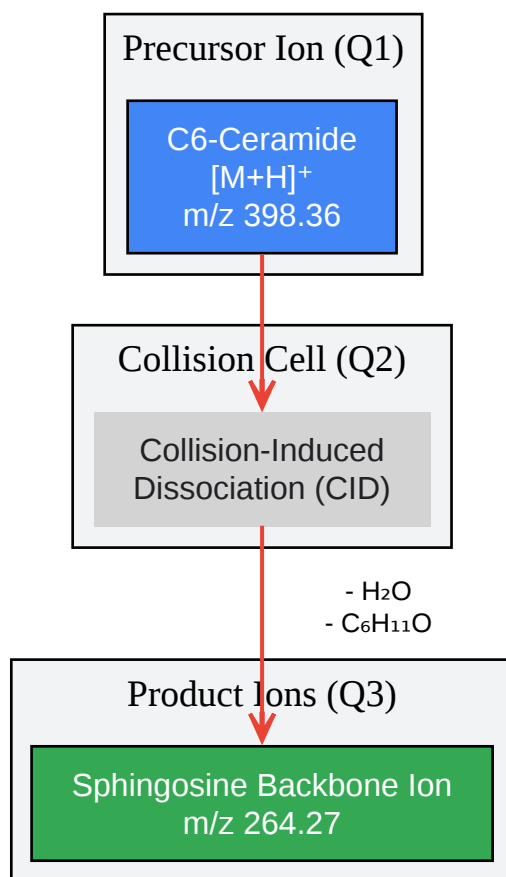 Precursor Ion (Q1)
C6-Ceramide
[M+H]⁺
m/z 398.36
Collision Cell (Q2)
Collision-Induced
Dissociation (CID)
- H₂O
- C₆H₁₁O
Product Ions (Q3)
Sphingosine Backbone Ion
m/z 264.27